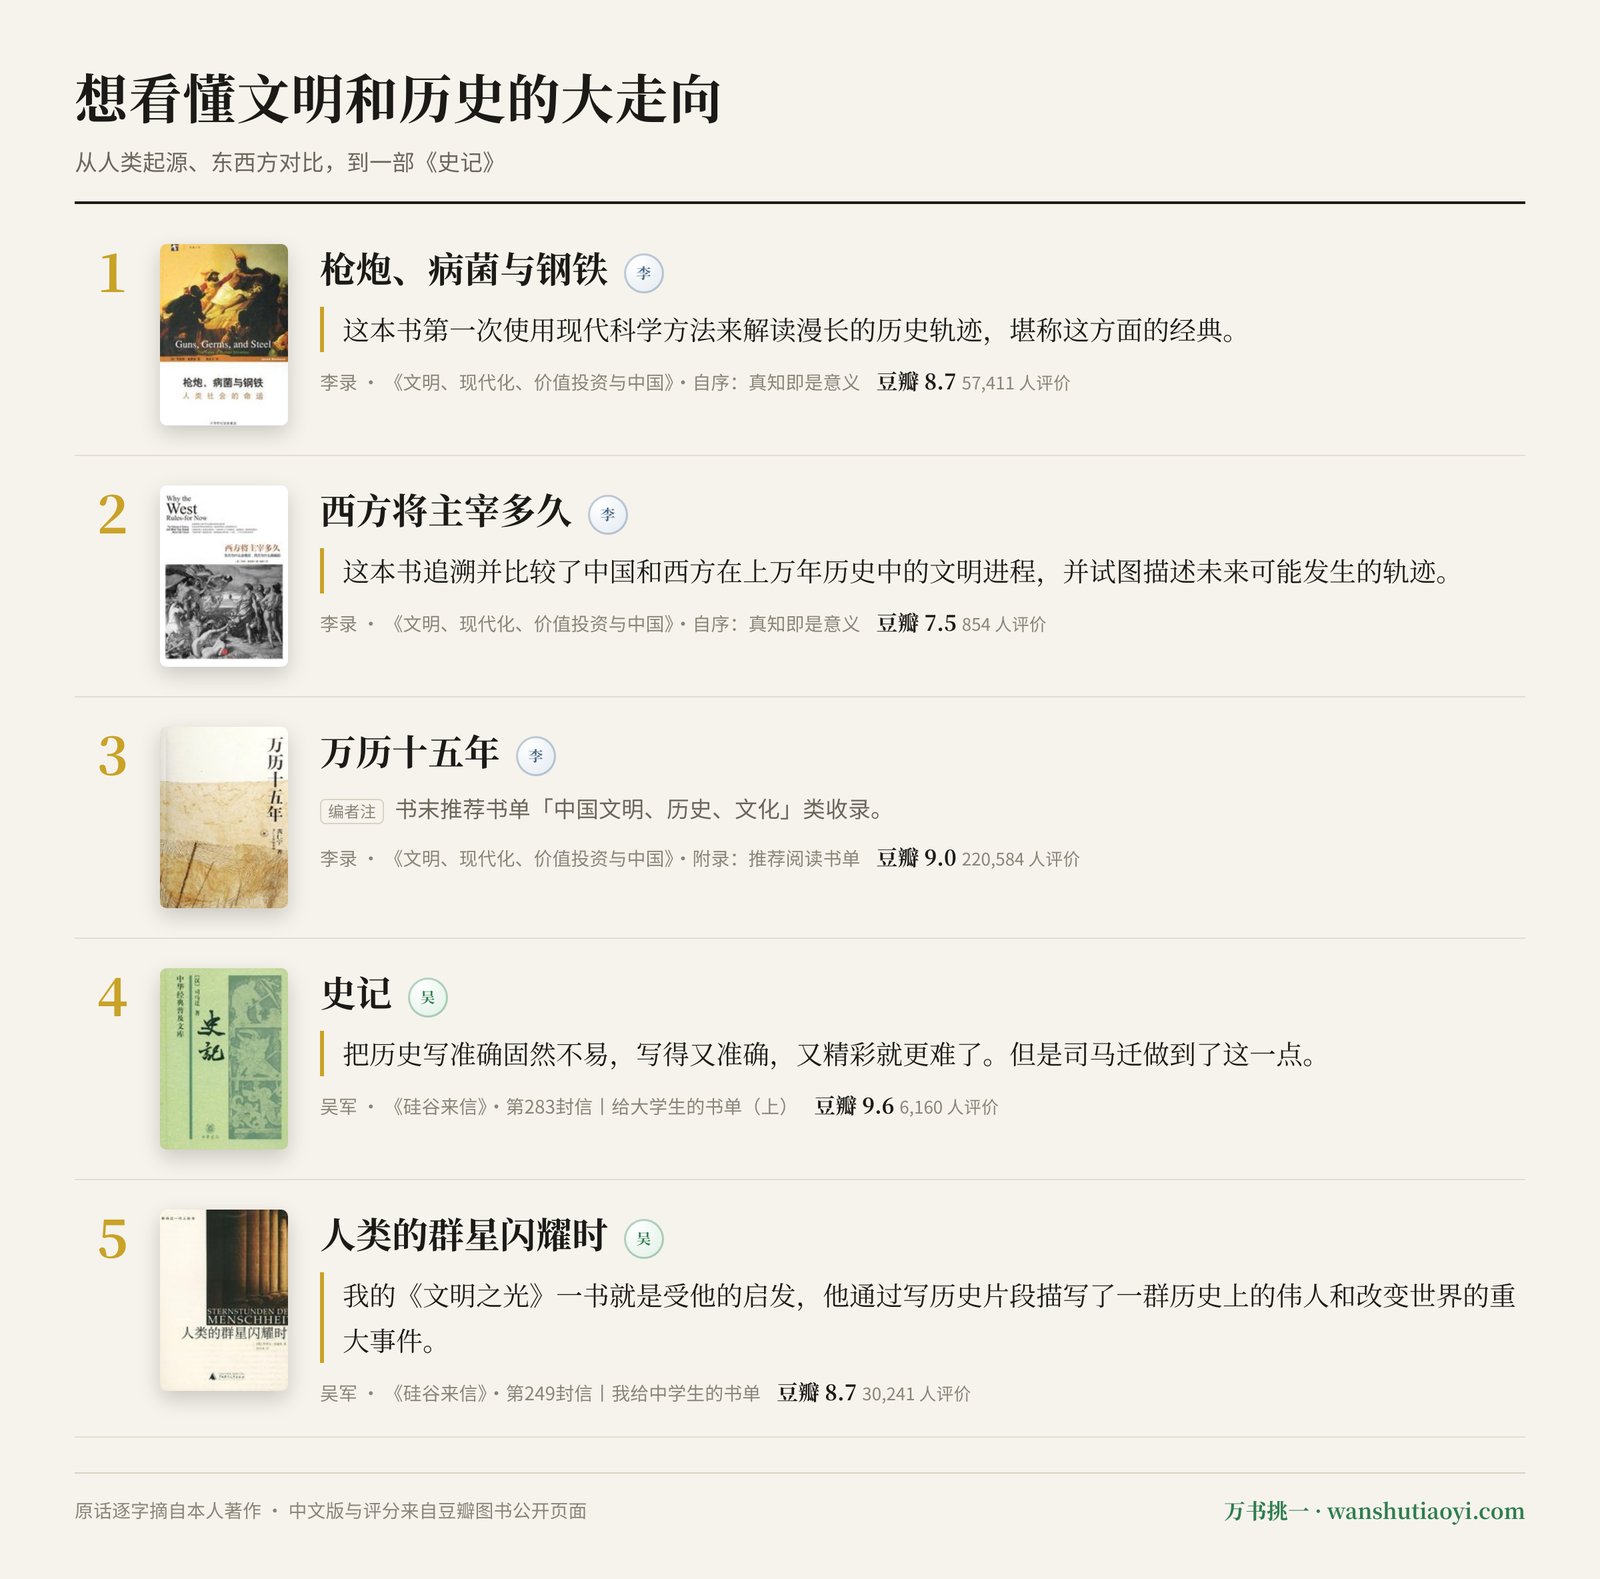 想看懂文明和历史的大走向
从人类起源、东西方对比，到一部《史记》
1
Guns, Germs, and Steel
枪炮、病菌与钢铁
人类社会的命运
枪炮、病菌与钢铁 李
这本书第一次使用现代科学方法来解读漫长的历史轨迹，堪称这方面的经典。
李录 · 《文明、现代化、价值投资与中国》· 自序：真知即是意义 豆瓣 8.7 57,411 人评价
2
Why the
West
Rules-for Now
西方将主宰多久
西方将主宰多久 李
这本书追溯并比较了中国和西方在上万年历史中的文明进程，并试图描述未来可能发生的轨迹。
李录 · 《文明、现代化、价值投资与中国》· 自序：真知即是意义 豆瓣 7.5 854 人评价
3
万历十五年
万历十五年 李
编者注 书末推荐书单「中国文明、历史、文化」类收录。
李录 · 《文明、现代化、价值投资与中国》· 附录：推荐阅读书单 豆瓣 9.0 220,584 人评价
4
中华经典普及文库
〔汉〕司马迁 著
史記
史记 吴
把历史写准确固然不易，写得又准确，又精彩就更难了。但是司马迁做到了这一点。
吴军 · 《硅谷来信》· 第283封信丨给大学生的书单（上） 豆瓣 9.6 6,160 人评价
5
STERNSTUNDEN DE
MENSCHHEIT
人类的群星闪耀时
人类的群星闪耀时 吴
我的《文明之光》一书就是受他的启发，他通过写历史片段描写了一群历史上的伟人和改变世界的重
大事件。
吴军 · 《硅谷来信》· 第249封信丨我给中学生的书单 豆瓣 8.7 30,241 人评价
原话逐字摘自本人著作 · 中文版与评分来自豆瓣图书公开页面
万书挑一 · wanshutiaoyi.com